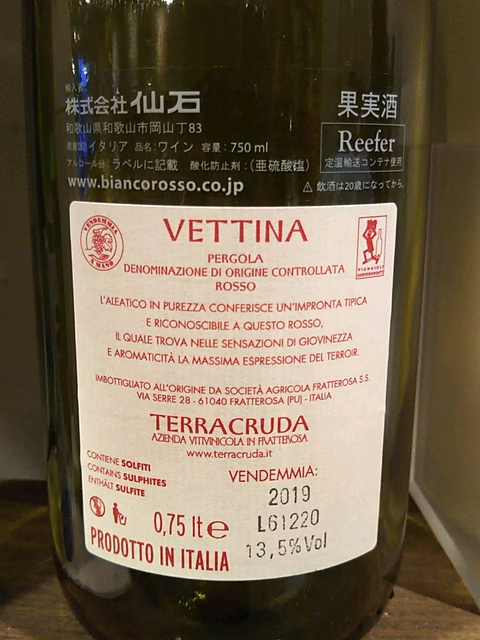 輸入者
株式会社 仙石
和歌山県和歌山市岡山丁83
原産国:イタリア 品名:ワイン 容量:750 ml
アルコール分:ラベルに記載 酸化防止剤:(亜硫酸塩)
www.biancorosso.co.jp
果実酒
Reefer
定温輸送コンテナ使用
⚠ 飲酒は20歳になってから。
VENDEMMIA
A MANO
VETTINA
VIGNAIOLI
INDIPENDENTI
PERGOLA
DENOMINAZIONE DI ORIGINE CONTROLLATA
ROSSO
L'ALEATICO IN PUREZZA CONFERISCE UN'IMPRONTA TIPICA
E RICONOSCIBILE A QUESTO ROSSO,
IL QUALE TROVA NELLE SENSAZIONI DI GIOVINEZZA
E AROMATICITÀ LA MASSIMA ESPRESSIONE DEL TERROIR.
IMBOTTIGLIATO ALL'ORIGINE DA SOCIETÀ AGRICOLA FRATTEROSA S.S.
VIA SERRE 28 - 61040 FRATTEROSA (PU) - ITALIA
TERRACRUDA
AZIENDA VITIVINICOLA IN FRATTEROSA
www.terracruda.it
CONTIENE SOLFITI
CONTAINS SULPHITES
ENTHÄLT SULFITE
0,75 lt e
PRODOTTO IN ITALIA
VENDEMMIA:
2019
L61220
13,5%Vol